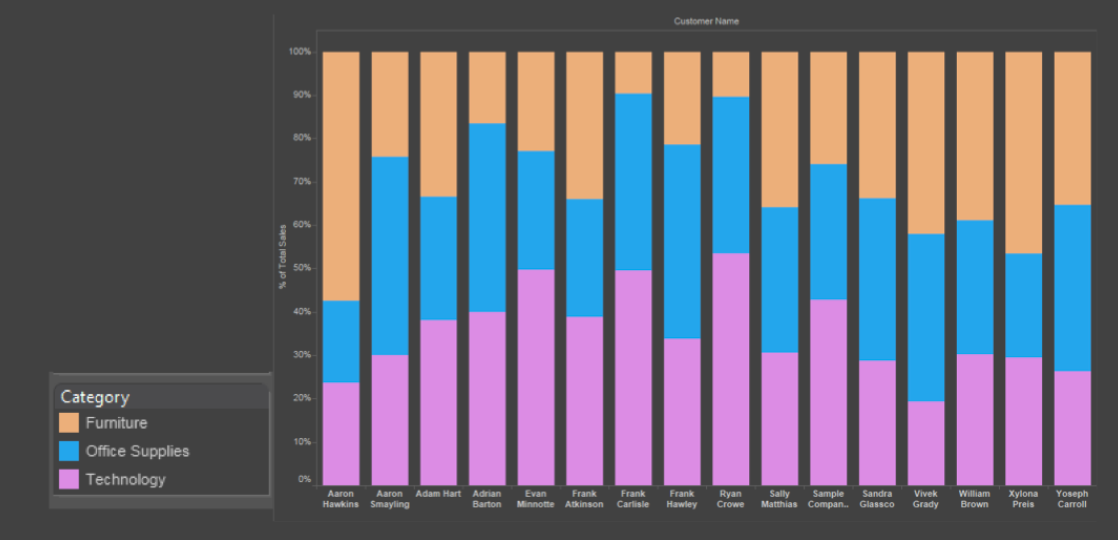 Customer Name
% of Total Sales
100%
90%
80%
70%
60%
50%
40%
30%
20%
10%
0%
Aaron Hawkins
Aaron Smayling
Adam Hart
Adrian Barton
Evan Minnotte
Frank Atkinson
Frank Carlisle
Frank Hawley
Ryan Crowe
Sally Matthias
Sample Compan..
Sandra Glassco
Vivek Grady
William Brown
Xylona Preis
Yoseph Carroll
Category
Furniture
Office Supplies
Technology